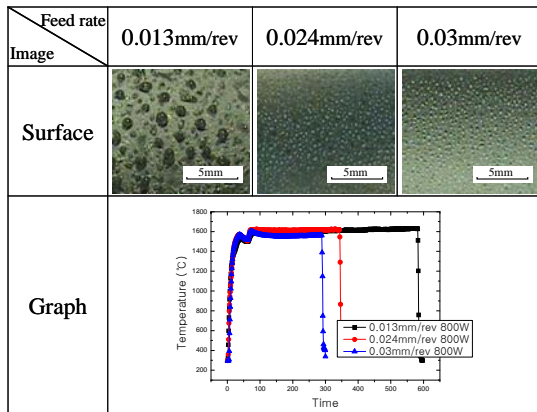 Feed rate
Image
0.013mm/rev
0.024mm/rev
0.03mm/rev
Surface
5mm
5mm
5mm
Graph
Temperature (℃)
1800
1600
1400
1200
1000
800
600
400
200
0.013mm/rev 800W
0.024mm/rev 800W
0.03mm/rev 800W
0 100 200 300 400 500 600
Time